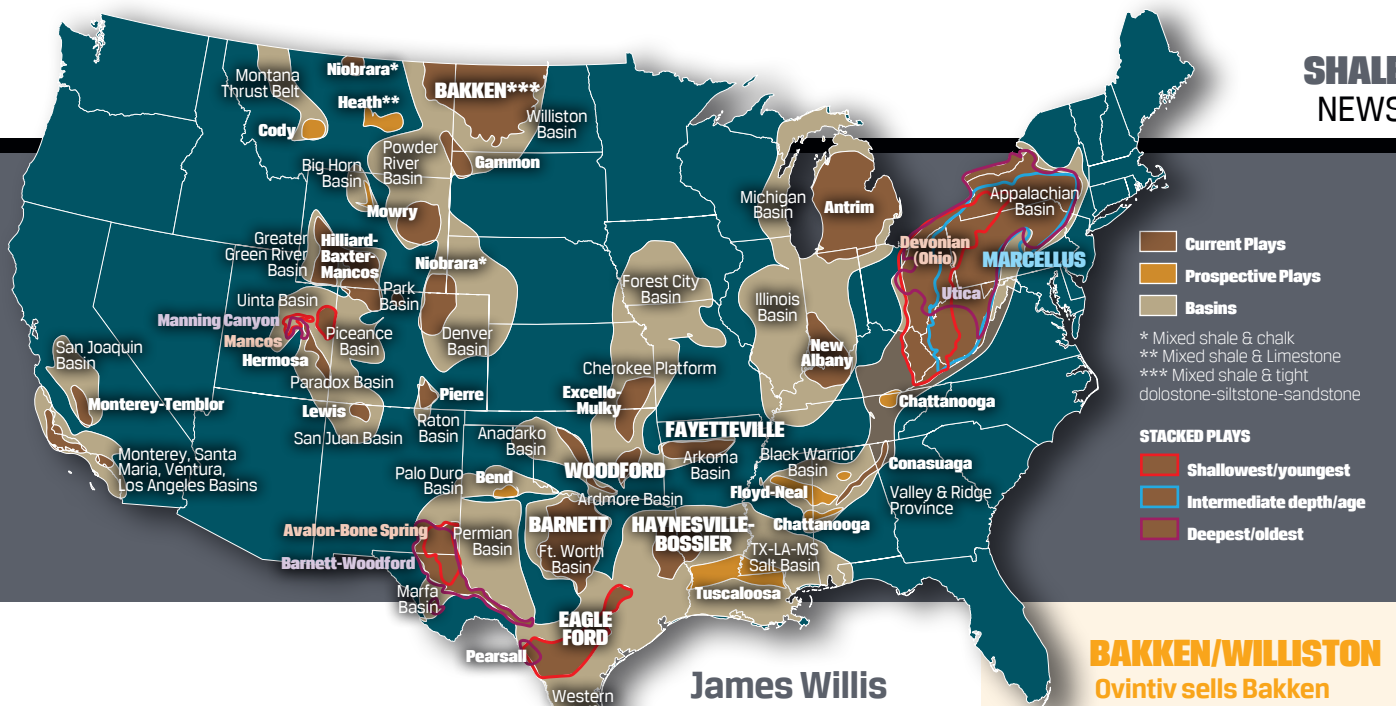 SHALE
NEWS
Montana
Thrust Belt
Niobrara*
Heath**
Cody
BAKKEN***
Williston
Basin
Gammon
Powder
River
Basin
Big Horn
Basin
Mowry
Greater
Green River
Basin
Hilliard-
Baxter-
Mancos
Niobrara*
Park
Basin
Uinta Basin
Manning Canyon
Mancos
Hermosa
Piceance
Basin
Paradox Basin
Denver
Basin
San Joaquin
Basin
Monterey-Temblor
Monterey, Santa
Maria, Ventura,
Los Angeles Basins
Lewis
San Juan Basin
Pierre
Raton
Basin
Michigan
Basin
Antrim
Forest City
Basin
Illinois
Basin
New
Albany
Cherokee Platform
Excello-
Mulky
Anadarko
Basin
Palo Duro
Basin
Bend
WOODFORD
Ardmore Basin
FAYETTEVILLE
Arkoma
Basin
Black Warrior
Basin
Floyd-Neal
Chattanooga
Chattanooga
Conasuaga
Valley & Ridge
Province
Appalachian
Basin
Devonian
(Ohio)
MARCELLUS
Utica
Avalon-Bone Spring
Permian
Basin
Barnett-Woodford
Marfa
Basin
BARNETT
Ft. Worth
Basin
HAYNESVILLE-
BOSSIER
TX-LA-MS
Salt Basin
Tuscaloosa
EAGLE
FORD
Pearsall
Western
Current Plays
Prospective Plays
Basins
* Mixed shale & chalk
** Mixed shale & Limestone
*** Mixed shale & tight
dolostone-siltstone-sandstone
STACKED PLAYS
Shallowest/youngest
Intermediate depth/age
Deepest/oldest
James Willis
BAKKEN/WILLISTON
Ovintiv sells Bakken